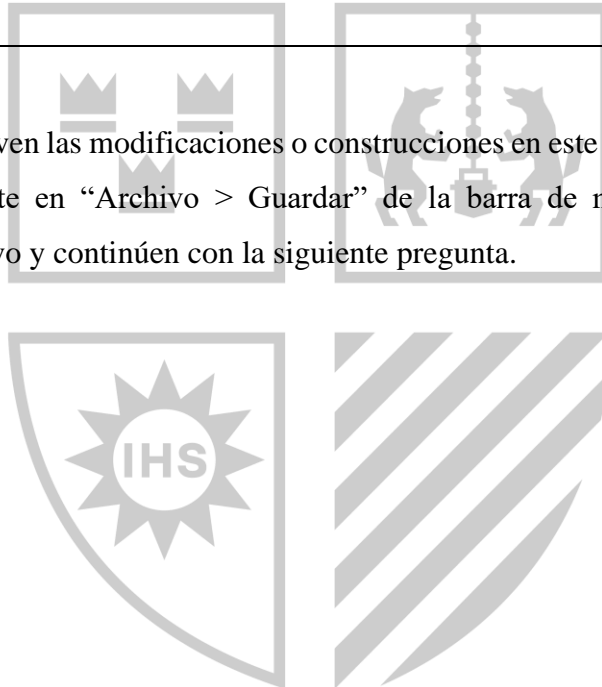 ven las modificaciones o construcciones en este
te en “Archivo > Guardar” de la barra de
vo y continúen con la siguiente pregunta.
IHS